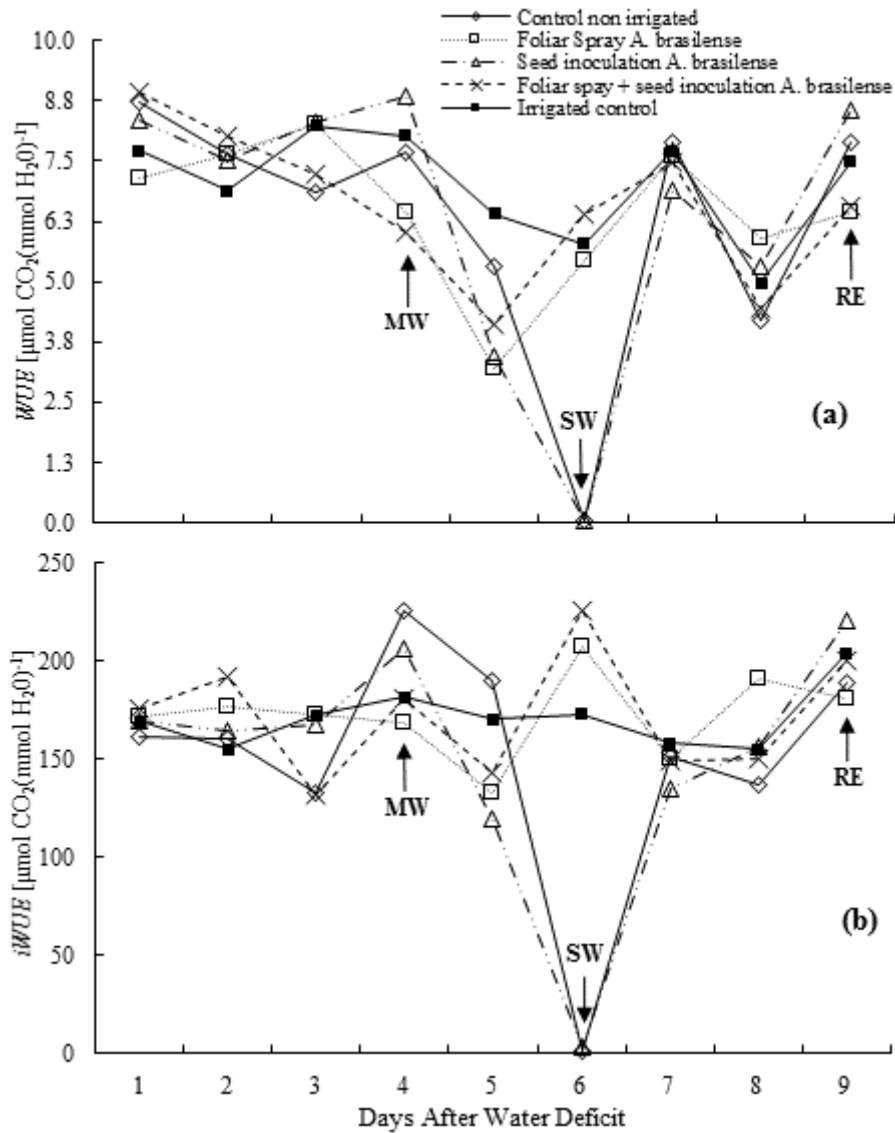 Control non irrigated
Foliar Spray A. brasilense
Seed inoculation A. brasilense
Foliar spay + seed inoculation A. brasilense
Irrigated control
10.0
8.8
7.5
6.3
5.0
3.8
2.5
1.3
0.0
WUE [µmol CO₂(mmol H₂0)⁻¹]
MW
SW
RE
(a)
250
200
150
100
50
0
iWUE [µmol CO₂(mmol H₂0)⁻¹]
MW
SW
RE
(b)
1 2 3 4 5 6 7 8 9
Days After Water Deficit